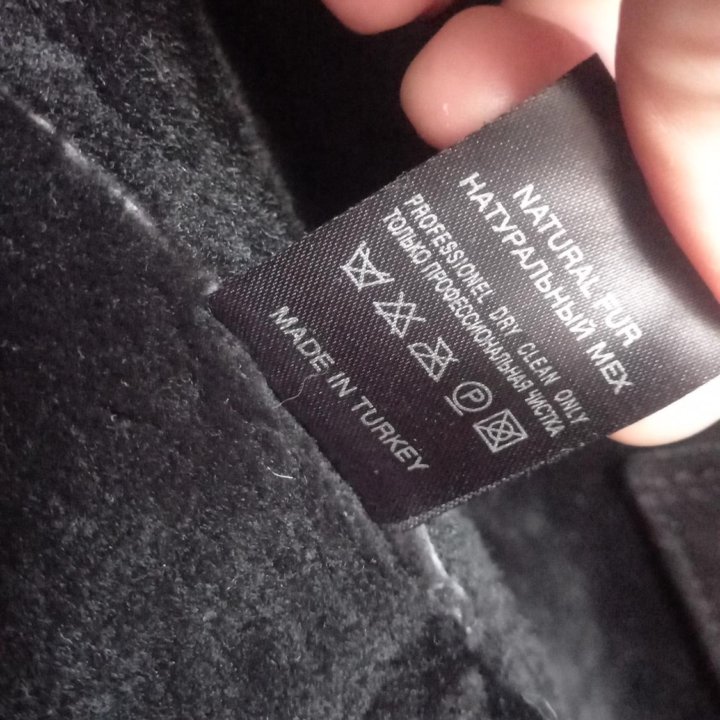 NATURAL FUR
НАТУРАЛЬНЫЙ МЕХ
PROFESSIONEL DRY CLEAN ONLY
ТОЛЬКО ПРОФЕССИОНАЛЬНАЯ ЧИСТКА
P
MADE IN TURKEY